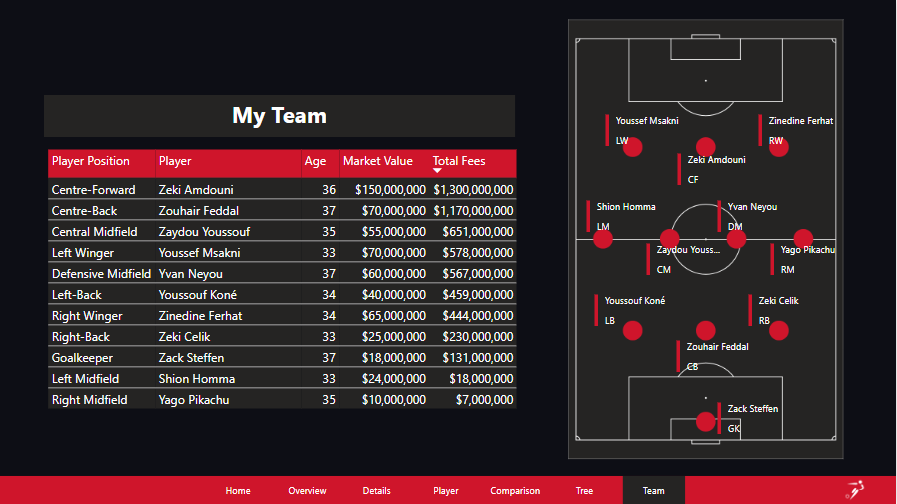 My Team
Player Position Player Age Market Value Total Fees
Centre-Forward Zeki Amdouni 36 $150,000,000 $1,300,000,000
Centre-Back Zouhair Feddal 37 $70,000,000 $1,170,000,000
Central Midfield Zaydou Youssouf 35 $55,000,000 $651,000,000
Left Winger Youssef Msakni 33 $70,000,000 $578,000,000
Defensive Midfield Yvan Neyou 37 $60,000,000 $567,000,000
Left-Back Youssouf Koné 34 $40,000,000 $459,000,000
Right Winger Zinedine Ferhat 34 $65,000,000 $444,000,000
Right-Back Zeki Celik 33 $25,000,000 $230,000,000
Goalkeeper Zack Steffen 37 $18,000,000 $131,000,000
Left Midfield Shion Homma 33 $24,000,000 $18,000,000
Right Midfield Yago Pikachu 35 $10,000,000 $7,000,000
Youssef Msakni
LW
Zinedine Ferhat
RW
Zeki Amdouni
CF
Shion Homma
LM
Yvan Neyou
DM
Zaydou Youss...
CM
Yago Pikachu
RM
Youssouf Koné
LB
Zeki Celik
RB
Zouhair Feddal
CB
Zack Steffen
GK
Home Overview Details Player Comparison Tree Team